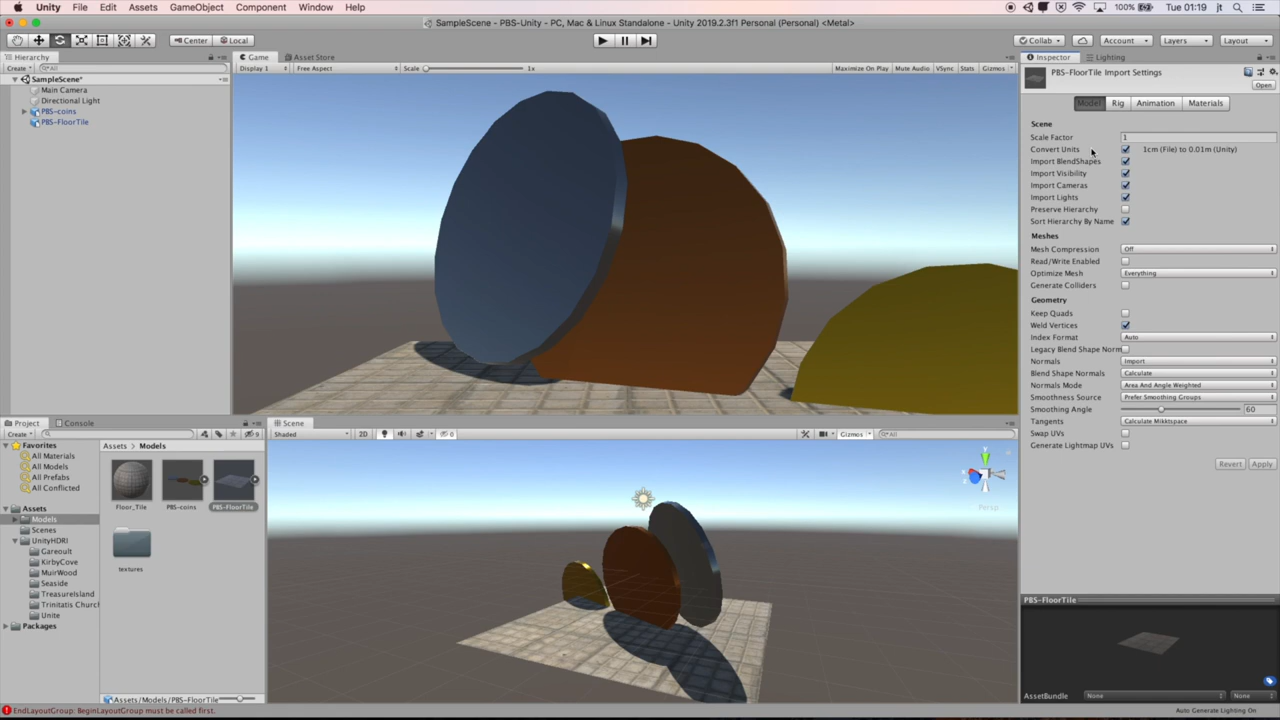 Unity File Edit Assets GameObject Component Window Help 100% Tue 01:19 jt
SampleScene - PBS-Unity - PC, Mac & Linux Standalone - Unity 2019.2.3f1 Personal (Personal) <Metal>
Center Local Collab Account Layers Layout
Hierarchy
Create All
SampleScene*
Main Camera
Directional Light
PBS-coins
PBS-FloorTile
Game Asset Store
Display 1 Free Aspect Scale 1x Maximize On Play Mute Audio VSync Stats Gizmos
Inspector Lighting
PBS-FloorTile Import Settings
Open
Model Rig Animation Materials
Scene
Scale Factor 1
Convert Units 1cm (File) to 0.01m (Unity)
Import BlendShapes
Import Visibility
Import Cameras
Import Lights
Preserve Hierarchy
Sort Hierarchy By Name
Meshes
Mesh Compression Off
Read/Write Enabled
Optimize Mesh Everything
Generate Colliders
Geometry
Keep Quads
Weld Vertices
Index Format Auto
Legacy Blend Shape Norm
Normals Import
Blend Shape Normals Calculate
Normals Mode Area And Angle Weighted
Smoothness Source Prefer Smoothing Groups
Smoothing Angle 60
Tangents Calculate Mikktspace
Swap UVs
Generate Lightmap UVs
Revert Apply
Project Console
Create 9
Favorites
All Materials
All Models
All Prefabs
All Conflicted
Assets
Models
Scenes
UnityHDRI
Gareoult
KirbyCove
MuirWood
Seaside
TreasureIsland
Trinitatis Church
Unite
Packages
Assets Models
Floor_Tile PBS-coins PBS-FloorTile
textures
Assets/Models/PBS-FloorTile
Scene
Shaded 2D 0 Gizmos All
Persp
PBS-FloorTile
AssetBundle None None
EndLayoutGroup: BeginLayoutGroup must be called first.
Auto Generate Lighting On